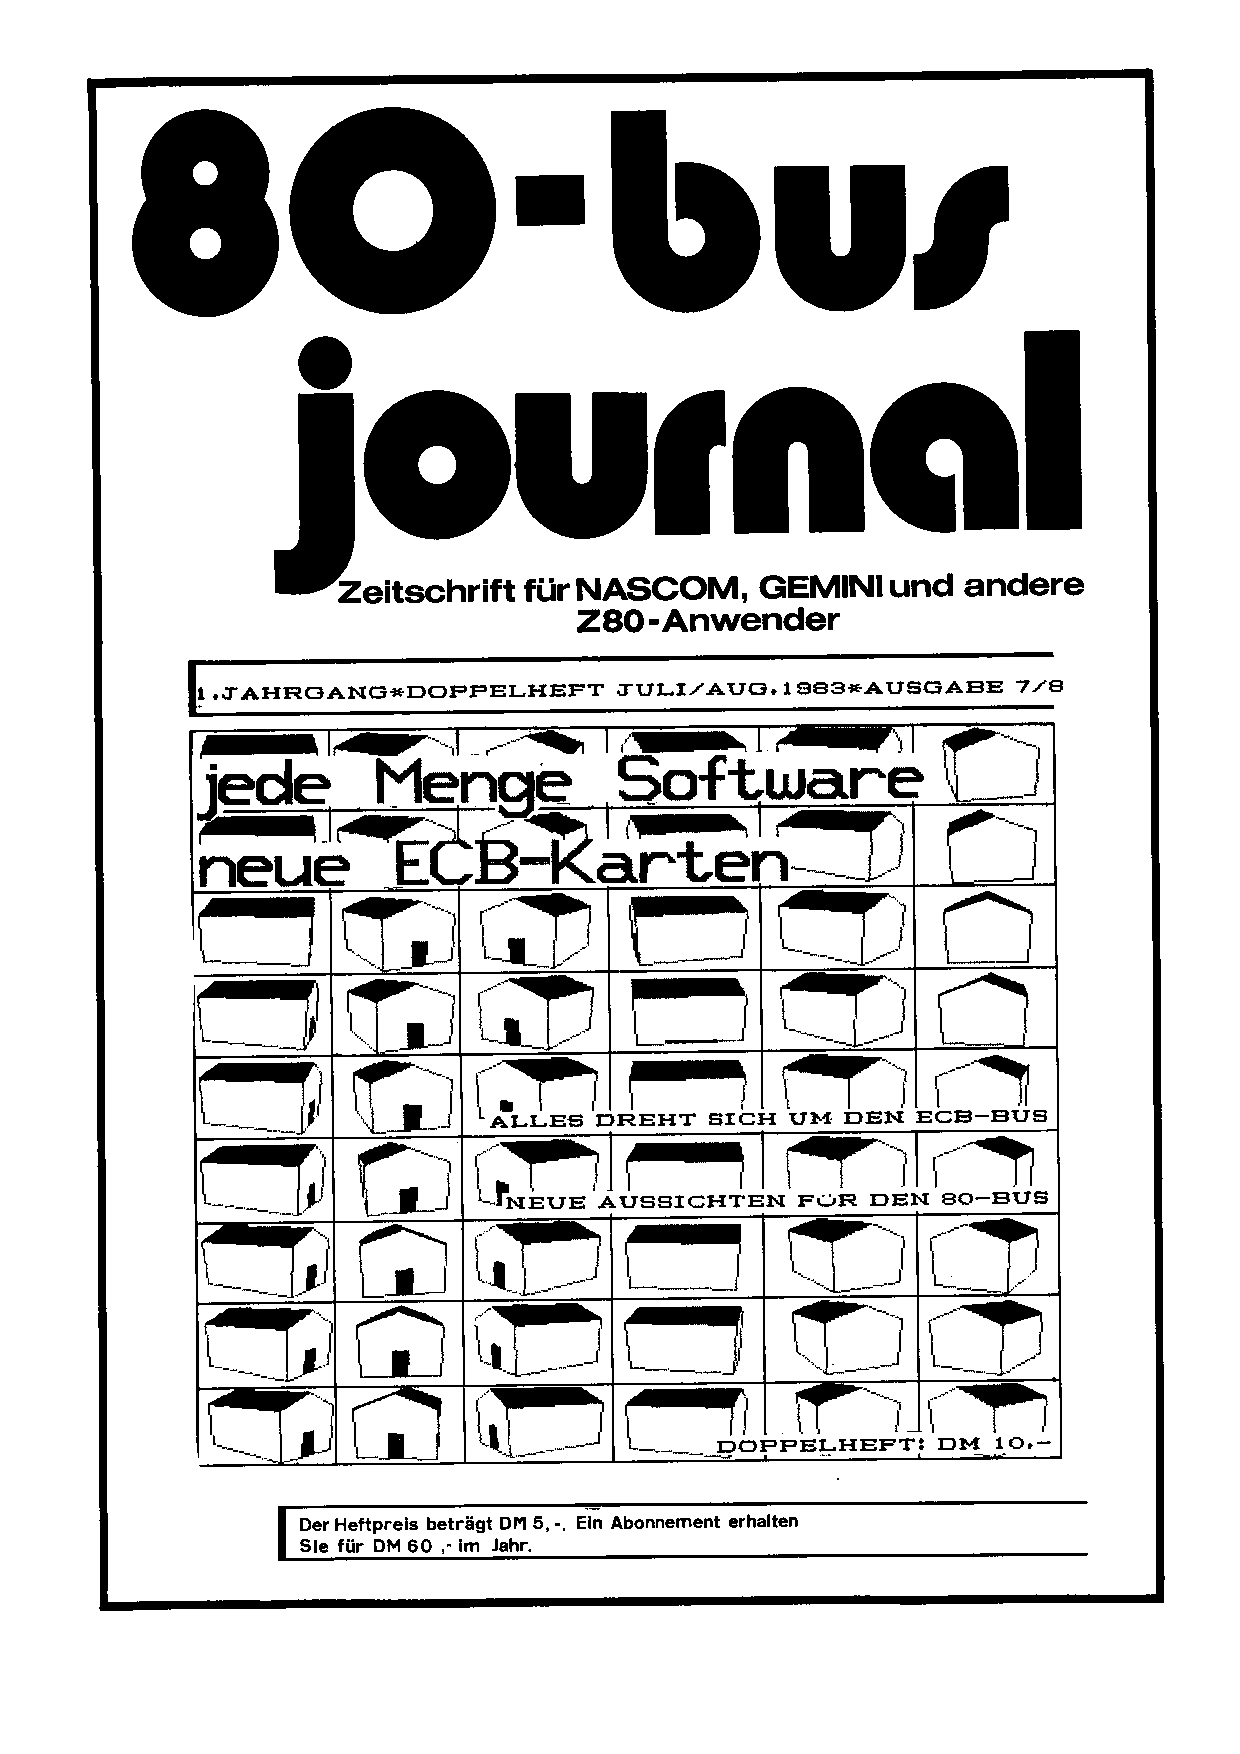 80-bus
journal
Zeitschrift für NASCOM, GEMINI und andere
Z80-Anwender
1.JAHRGANG*DOPPELHEFT JULI/AUG.1983*AUSGABE 7/8
jede Menge Software
neue ECB-Karten
ALLES DREHT SICH UM DEN ECB-BUS
NEUE AUSSICHTEN FÜR DEN 80-BUS
DOPPELHEFT: DM 10.-
Der Heftpreis beträgt DM 5,-. Ein Abonnement erhalten
Sie für DM 60 ,- im Jahr.